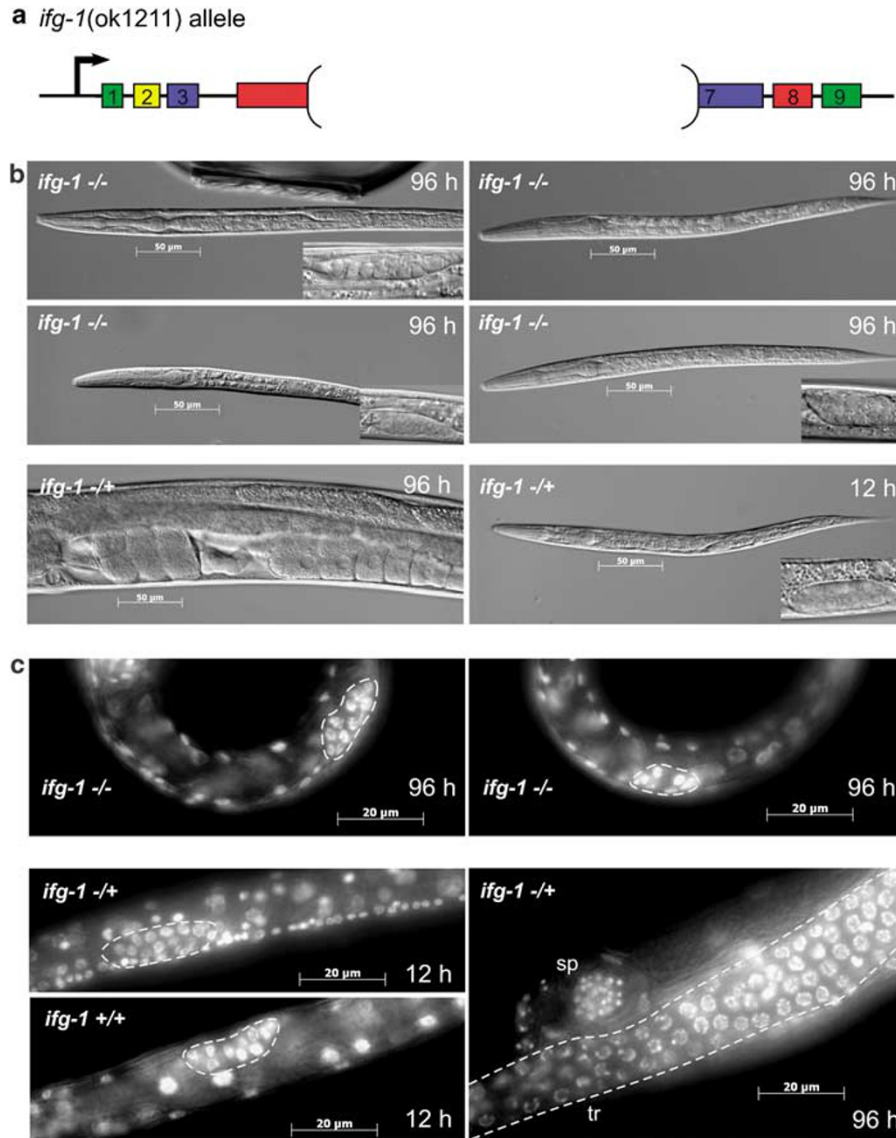 a ifg-1(ok1211) allele
1 2 3 7 8 9
b
ifg-1 -/- 96 h
50 µm
ifg-1 -/- 96 h
50 µm
ifg-1 -/- 96 h
50 µm
ifg-1 -/- 96 h
50 µm
ifg-1 -/+ 96 h
50 µm
ifg-1 -/+ 12 h
50 µm
c
ifg-1 -/- 96 h
20 µm
ifg-1 -/- 96 h
20 µm
ifg-1 -/+
20 µm
12 h
ifg-1 +/+
20 µm
12 h
ifg-1 -/+
sp
20 µm
tr
96 h